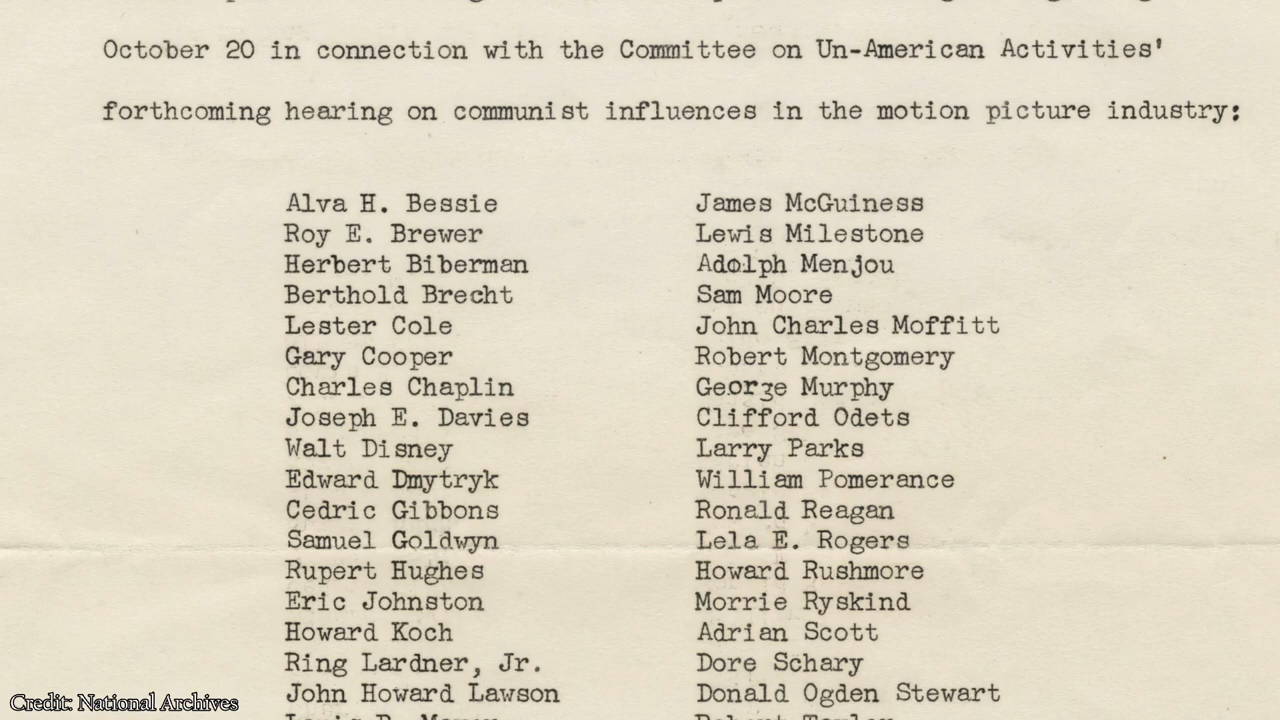 October 20 in connection with the Committee on Un-American Activities'
forthcoming hearing on communist influences in the motion picture industry:
Alva H. Bessie
Roy E. Brewer
Herbert Biberman
Berthold Brecht
Lester Cole
Gary Cooper
Charles Chaplin
Joseph E. Davies
Walt Disney
Edward Dmytryk
Cedric Gibbons
Samuel Goldwyn
Rupert Hughes
Eric Johnston
Howard Koch
Ring Lardner, Jr.
John Howard Lawson
James McGuiness
Lewis Milestone
Adolph Menjou
Sam Moore
John Charles Moffitt
Robert Montgomery
George Murphy
Clifford Odets
Larry Parks
William Pomerance
Ronald Reagan
Lela E. Rogers
Howard Rushmore
Morrie Ryskind
Adrian Scott
Dore Schary
Donald Ogden Stewart
Credit: National Archives